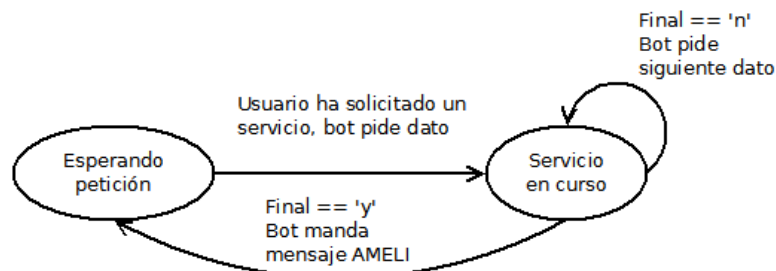 Final == 'n'
Bot pide
siguiente dato
Usuario ha solicitado un
servicio, bot pide dato
Esperando
petición
Servicio
en curso
Final == 'y'
Bot manda
mensaje AMELI